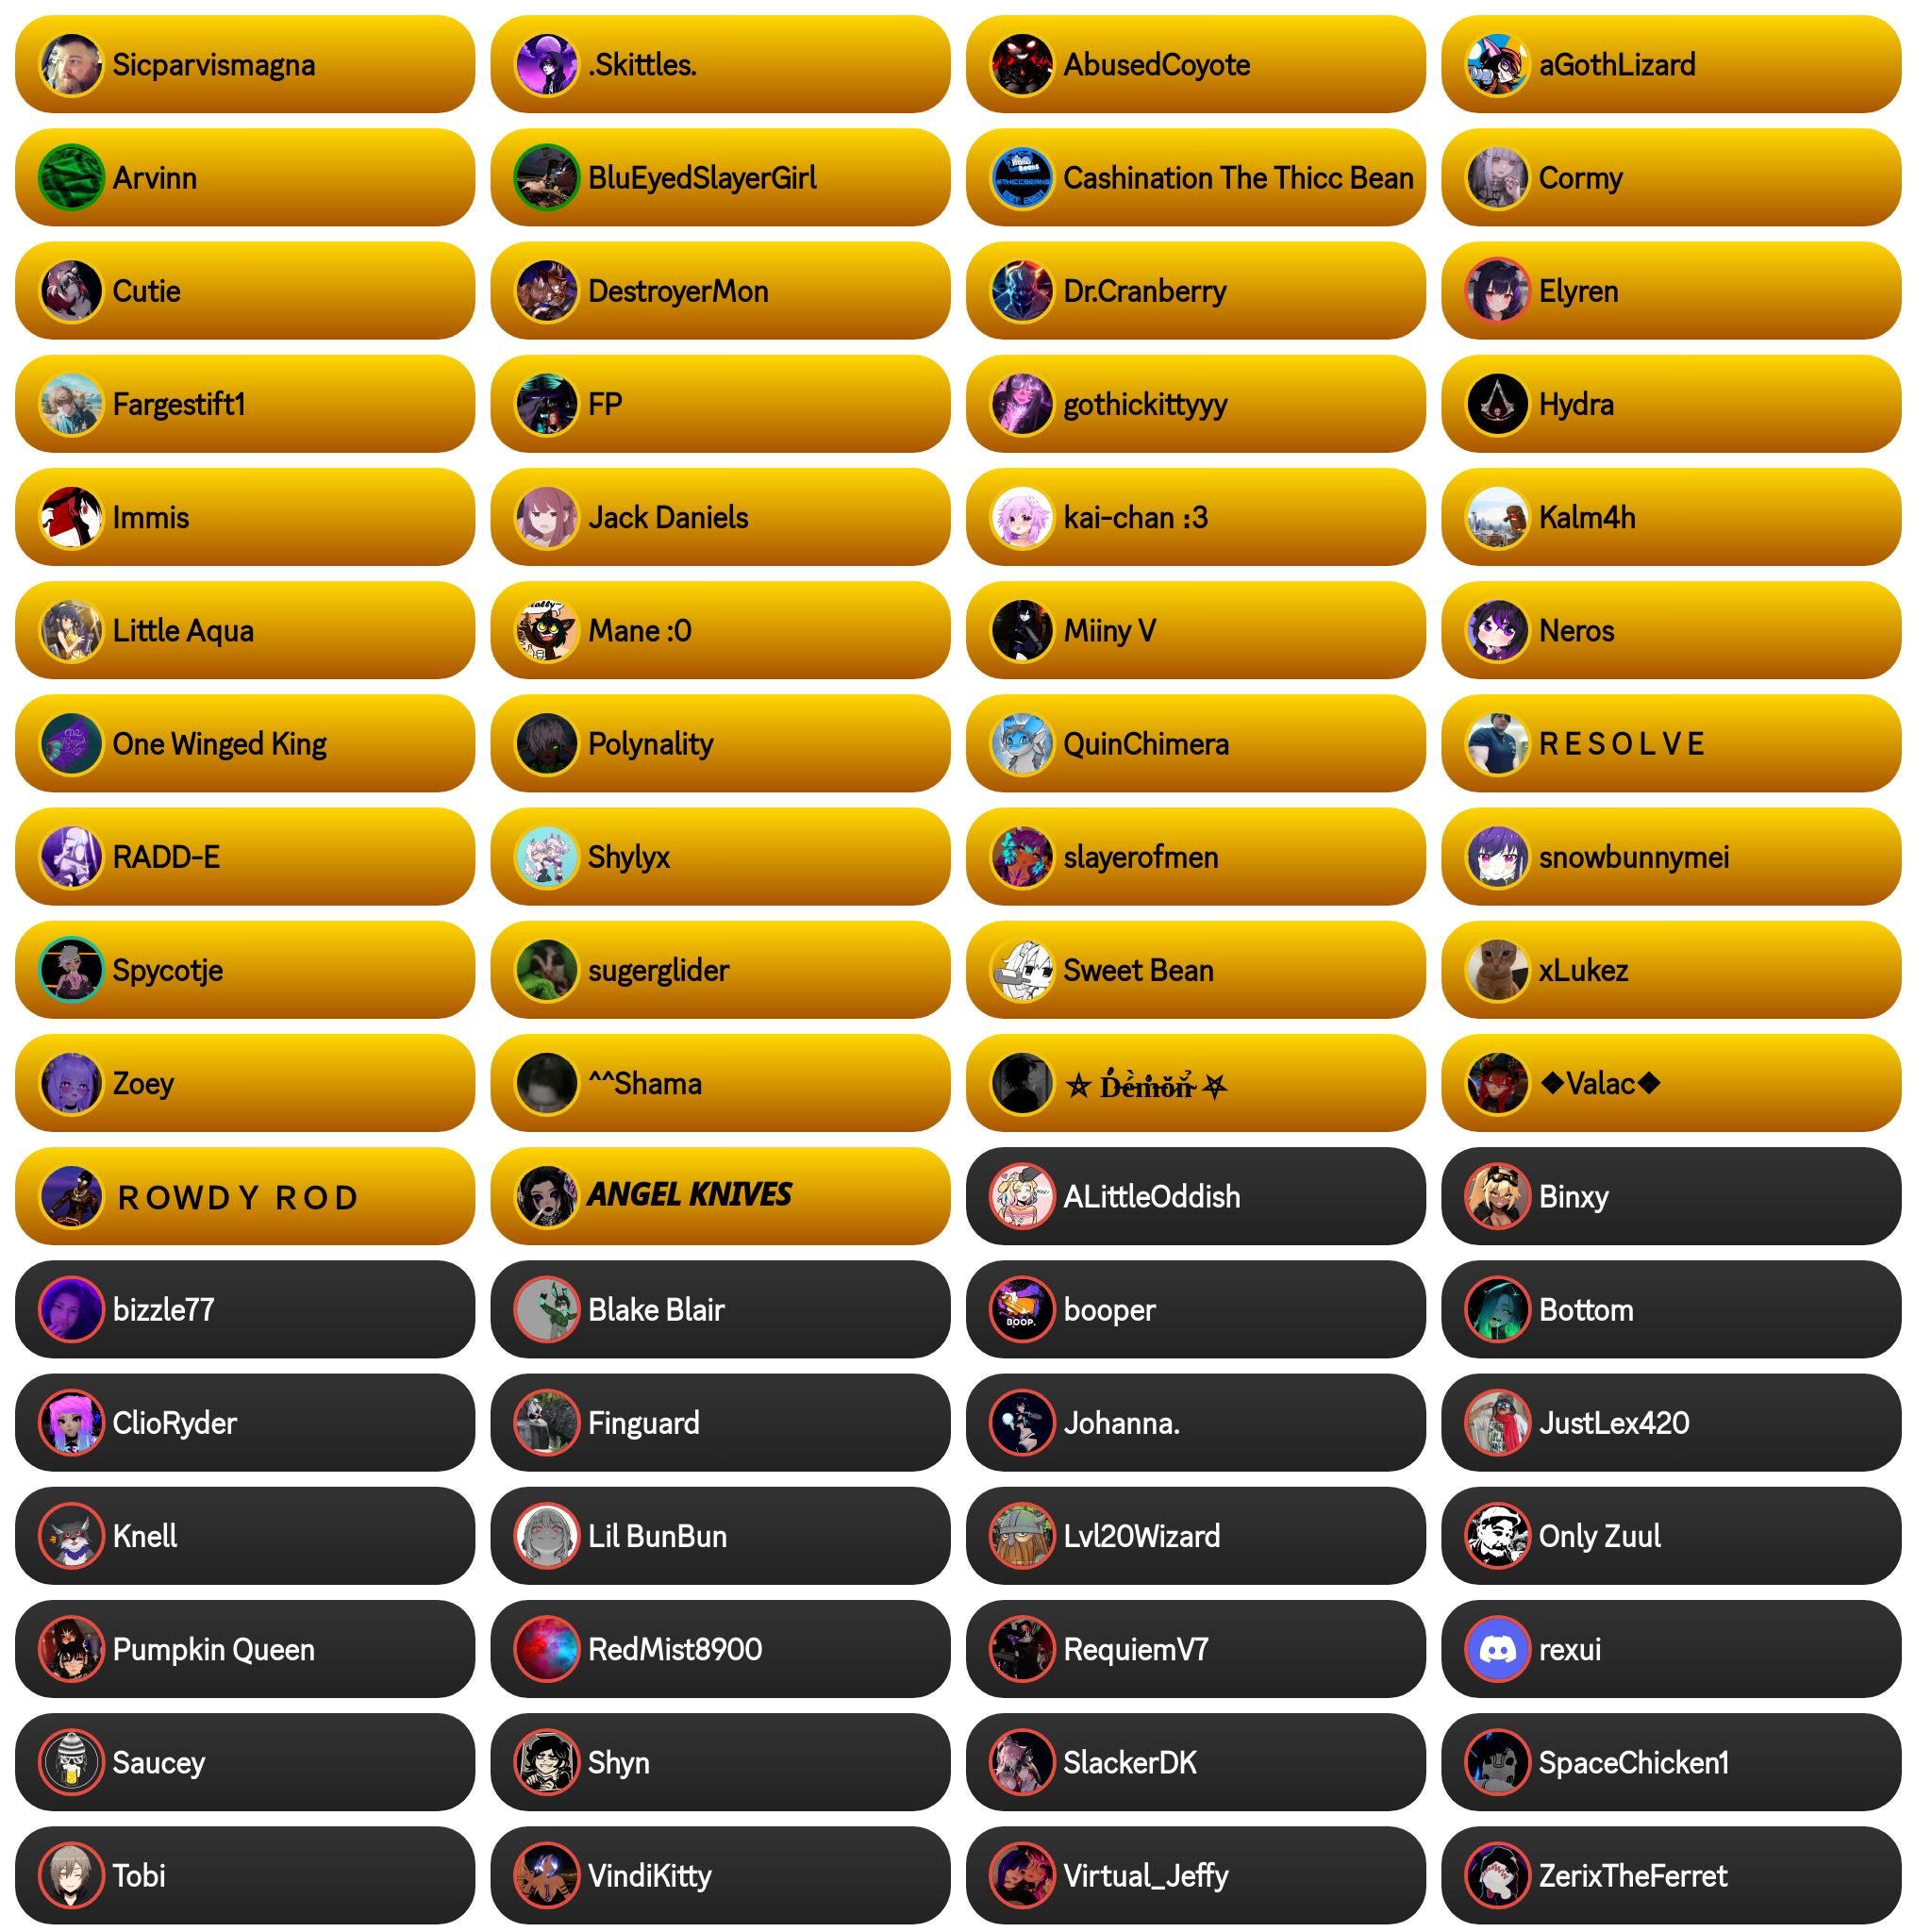 Sicparvismagna
.Skittles.
AbusedCoyote
aGothLizard
Arvinn
BluEyedSlayerGirl
Cashination The Thicc Bean
Cormy
Cutie
DestroyerMon
Dr.Cranberry
Elyren
Fargestift1
FP
gothickittyyy
Hydra
Immis
Jack Daniels
kai-chan :3
Kalm4h
Little Aqua
Mane :0
Miiny V
Neros
One Winged King
Polynality
QuinChimera
R E S O L V E
RADD-E
Shylyx
slayerofmen
snowbunnymei
Spycotje
sugerglider
Sweet Bean
xLukez
Zoey
^^Shama
⛤ Dèmon ⛧
❖Valac❖
R O W D Y R O D
ANGEL KNIVES
ALittleOddish
Binxy
bizzle77
Blake Blair
booper
BOOP.
Bottom
ClioRyder
Finguard
Johanna.
JustLex420
Knell
Lil BunBun
Lvl20Wizard
Only Zuul
Pumpkin Queen
RedMist8900
RequiemV7
rexui
Saucey
Shyn
SlackerDK
SpaceChicken1
Tobi
VindiKitty
Virtual_Jeffy
ZerixTheFerret